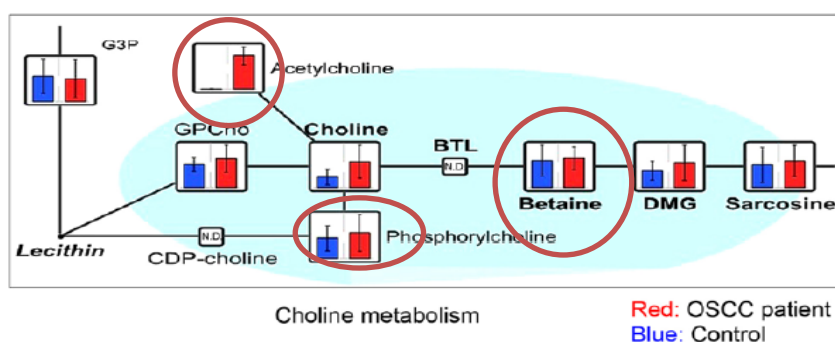 G3P
Acetylcholine
GPCho
Choline
BTL
N.D.
Betaine
DMG
Sarcosine
Lecithin
N.D.
CDP-choline
Phosphorylcholine
Choline metabolism
Red: OSCC patient
Blue: Control